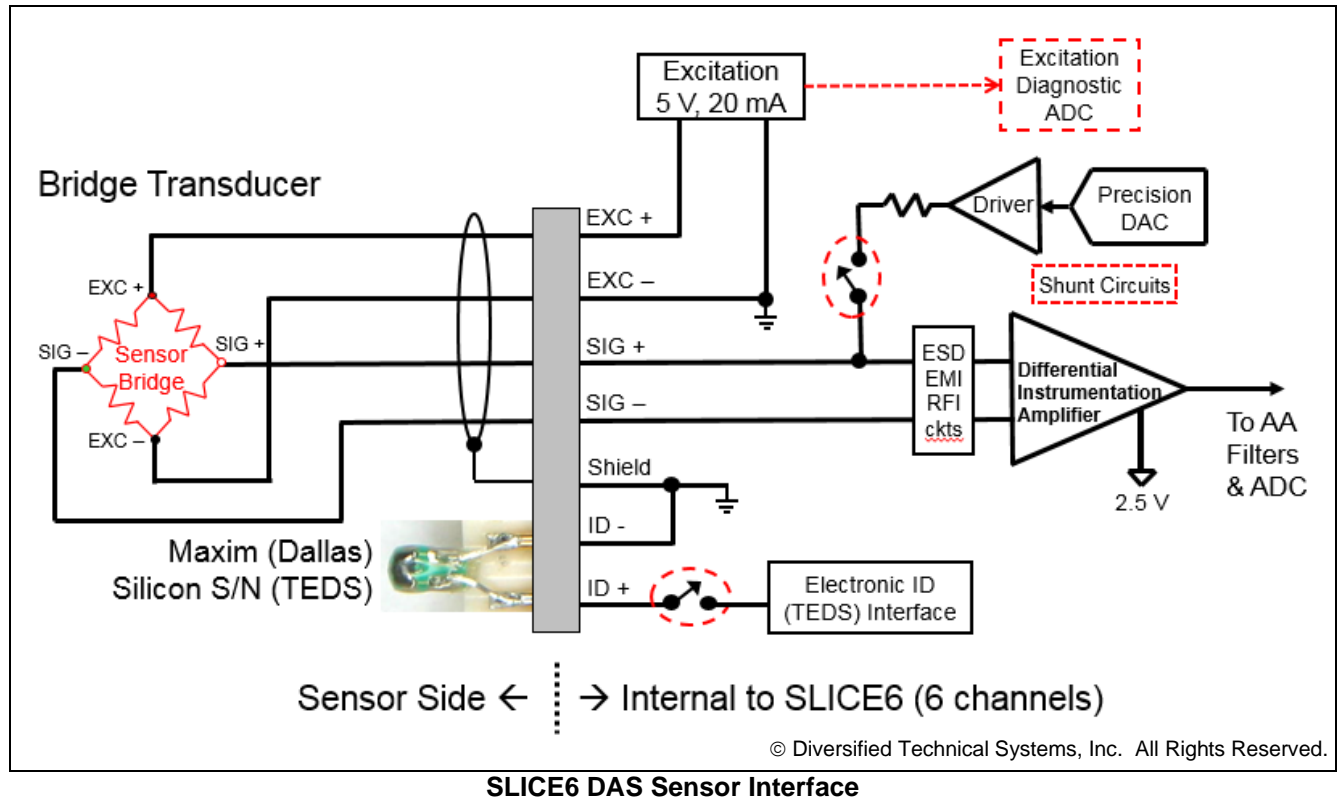 Excitation
5 V, 20 mA
Excitation
Diagnostic
ADC
Bridge Transducer
Driver
Precision
DAC
Shunt Circuits
EXC +
EXC –
SIG +
SIG –
Shield
ID -
ID +
EXC +
SIG –
SIG +
Sensor
Bridge
EXC –
ESD
EMI
RFI
ckts
Differential
Instrumentation
Amplifier
2.5 V
To AA
Filters
& ADC
Maxim (Dallas)
Silicon S/N (TEDS)
Electronic ID
(TEDS) Interface
Sensor Side ← → Internal to SLICE6 (6 channels)
© Diversified Technical Systems, Inc. All Rights Reserved.
SLICE6 DAS Sensor Interface